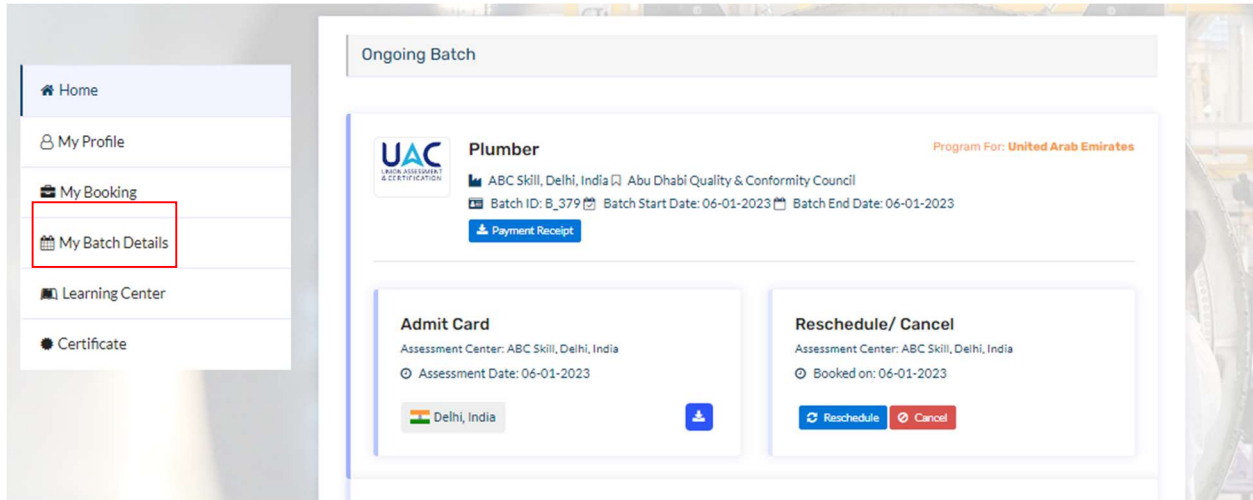 Ongoing Batch
Home
My Profile
My Booking
My Batch Details
Learning Center
Certificate
UAC
UNION ASSESSMENT
& CERTIFICATION
Plumber
Program For: United Arab Emirates
ABC Skill, Delhi, India Abu Dhabi Quality & Conformity Council
Batch ID: B_379 Batch Start Date: 06-01-2023 Batch End Date: 06-01-2023
Payment Receipt
Admit Card
Assessment Center: ABC Skill, Delhi, India
Assessment Date: 06-01-2023
Delhi, India
Reschedule/ Cancel
Assessment Center: ABC Skill, Delhi, India
Booked on: 06-01-2023
Reschedule Cancel